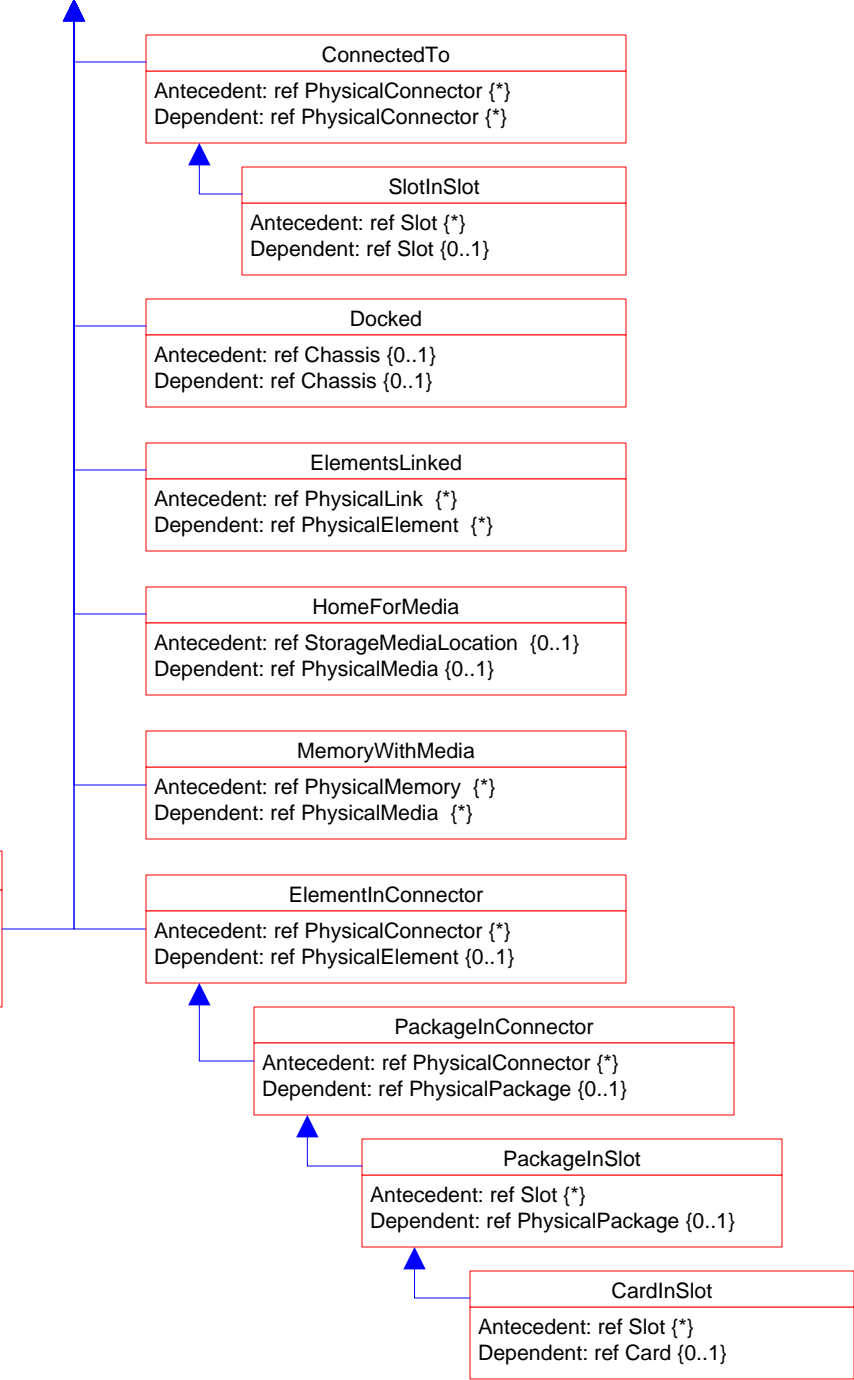 ConnectedTo
Antecedent: ref PhysicalConnector {*}
Dependent: ref PhysicalConnector {*}
SlotInSlot
Antecedent: ref Slot {*}
Dependent: ref Slot {0..1}
Docked
Antecedent: ref Chassis {0..1}
Dependent: ref Chassis {0..1}
ElementsLinked
Antecedent: ref PhysicalLink  {*}
Dependent: ref PhysicalElement  {*}
HomeForMedia
Antecedent: ref StorageMediaLocation  {0..1}
Dependent: ref PhysicalMedia {0..1}
MemoryWithMedia
Antecedent: ref PhysicalMemory  {*}
Dependent: ref PhysicalMedia  {*}
ElementInConnector
Antecedent: ref PhysicalConnector {*}
Dependent: ref PhysicalElement {0..1}
PackageInConnector
Antecedent: ref PhysicalConnector {*}
Dependent: ref PhysicalPackage {0..1}
PackageInSlot
Antecedent: ref Slot {*}
Dependent: ref PhysicalPackage {0..1}
CardInSlot
Antecedent: ref Slot {*}
Dependent: ref Card {0..1}